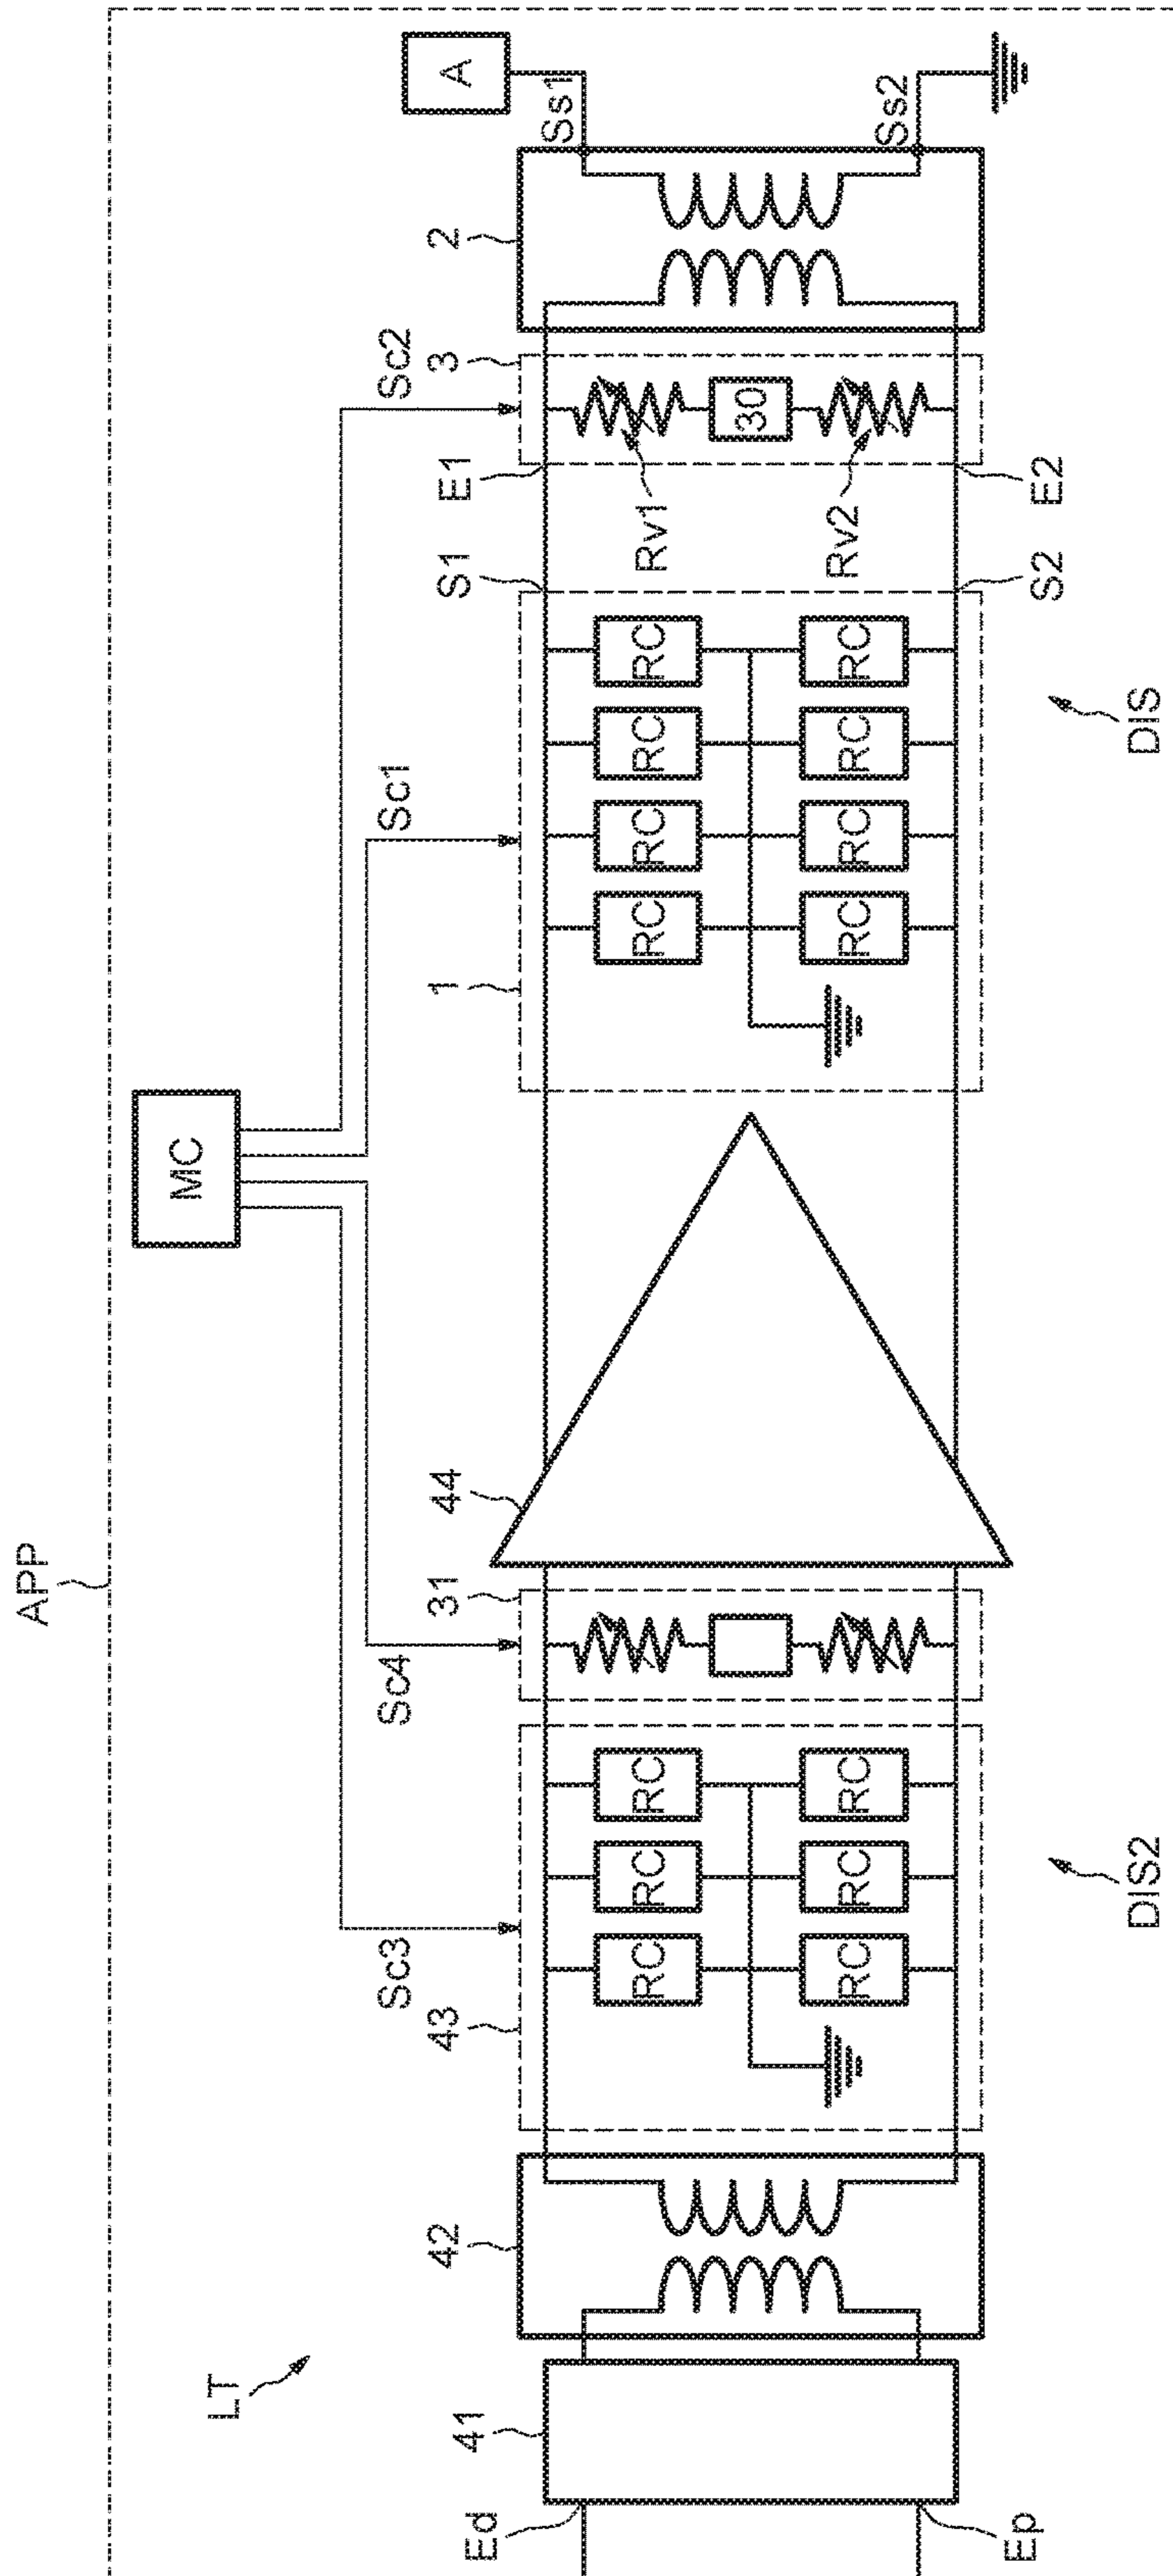 APP
LT
MC
Sc3
Sc4
Sc1
Sc2
A
Ss1
Ss2
Ed
41
42
43
31
44
1
S1
E1
3
2
RC
RC
RC
RC
RC
RC
RC
Rv1
30
RC
RC
RC
RC
RC
RC
RC
Rv2
Ep
S2
E2
DIS2
DIS